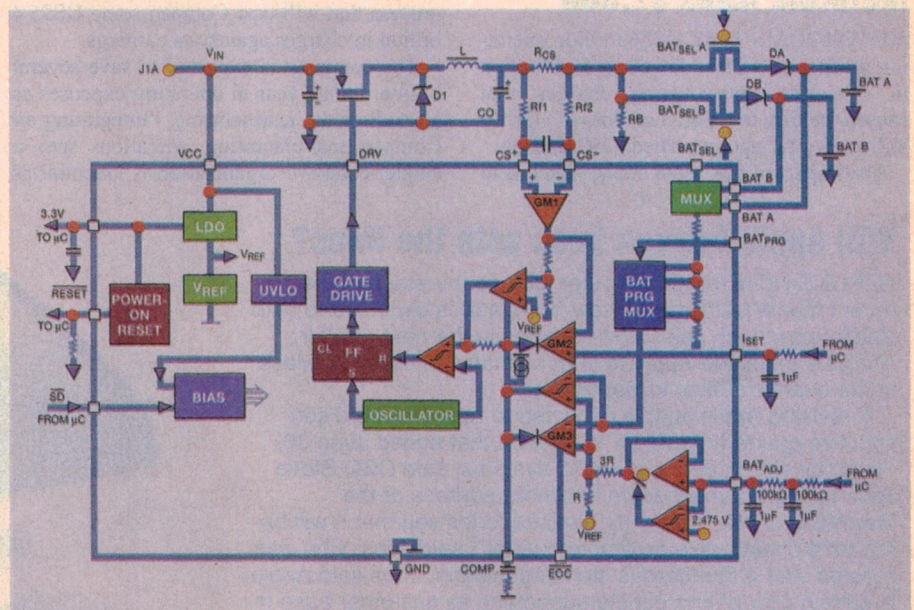 J1A
VIN
L
RCS
BATSELA
DA
BAT A
D1
CO
Rf1
Rf2
RB
BATSELB
DB
BAT B
VCC
DRV
CS+
CS−
BATSEL
+
−
GM1
MUX
BAT B
BAT A
BATPRG
3.3V
TO µC
LDO
VREF
VREF
UVLO
GATE
DRIVE
BAT
PRG
MUX
RESET
TO µC
POWER-
ON
RESET
CL
FF
R
S
VREF
GM2
ISET
FROM
µC
1µF
SD
FROM µC
BIAS
OSCILLATOR
GM3
3R
R
VREF
2.475 V
BATADJ
FROM
µC
100kΩ
100kΩ
1µF
1µF
GND
COMP
EOC